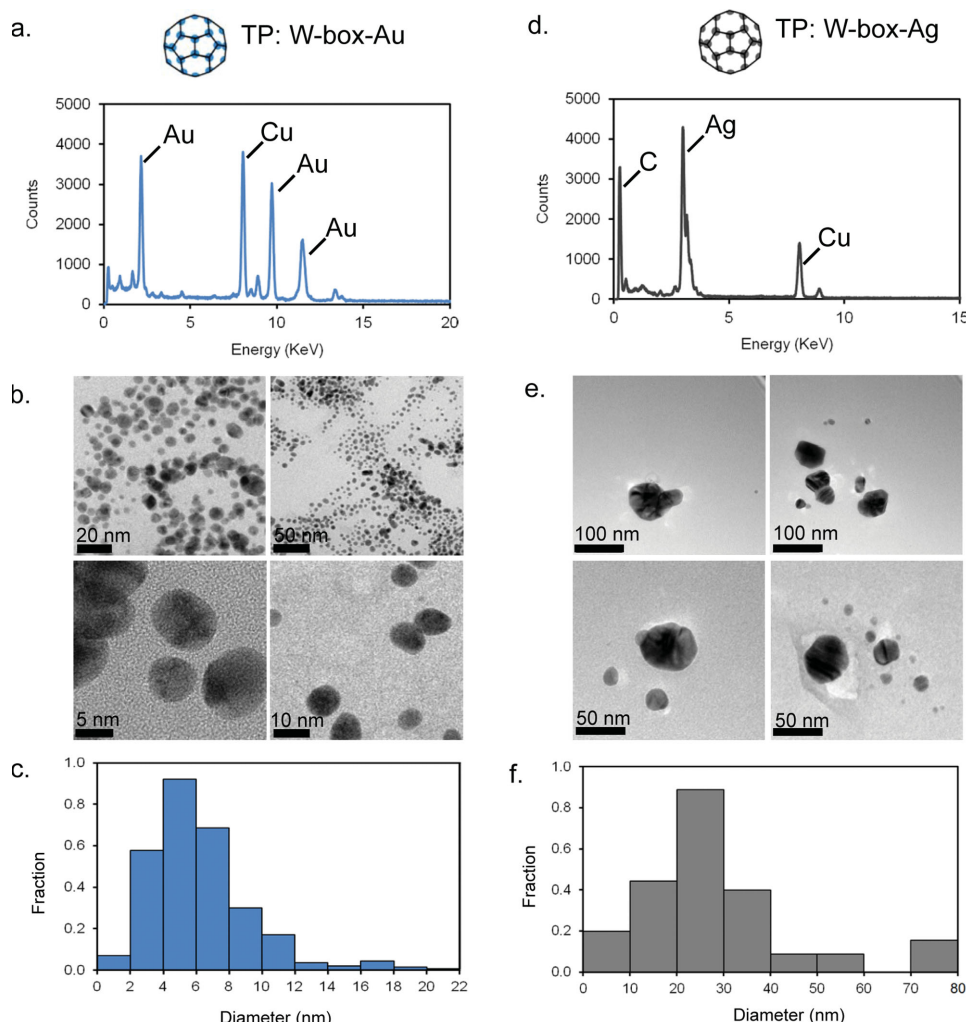 a.
TP: W-box-Au
5000
4000
3000
2000
1000
0
Counts
Au
Cu
Au
Au
0 5 10 15 20
Energy (KeV)
b.
20 nm
50 nm
5 nm
10 nm
c.
1.0
0.8
0.6
0.4
0.2
0.0
Fraction
0 2 4 6 8 10 12 14 16 18 20 22
Diameter (nm)
d.
TP: W-box-Ag
5000
4000
3000
2000
1000
0
Counts
C
Ag
Cu
0 5 10 15
Energy (KeV)
e.
100 nm
100 nm
50 nm
50 nm
f.
1.0
0.8
0.6
0.4
0.2
0.0
Fraction
0 10 20 30 40 50 60 70 80
Diameter (nm)